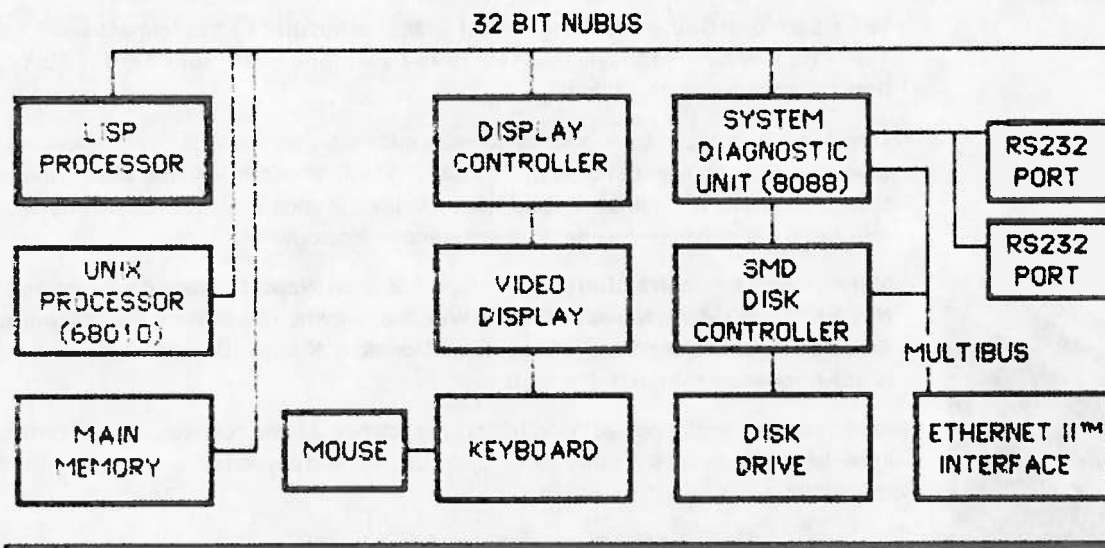 32 BIT NUBUS
LISP
PROCESSOR
DISPLAY
CONTROLLER
SYSTEM
DIAGNOSTIC
UNIT (8088)
RS232
PORT
RS232
PORT
UNIX
PROCESSOR
(68010)
VIDEO
DISPLAY
SMD
DISK
CONTROLLER
MULTIBUS
MAIN
MEMORY
MOUSE
KEYBOARD
DISK
DRIVE
ETHERNET II™
INTERFACE